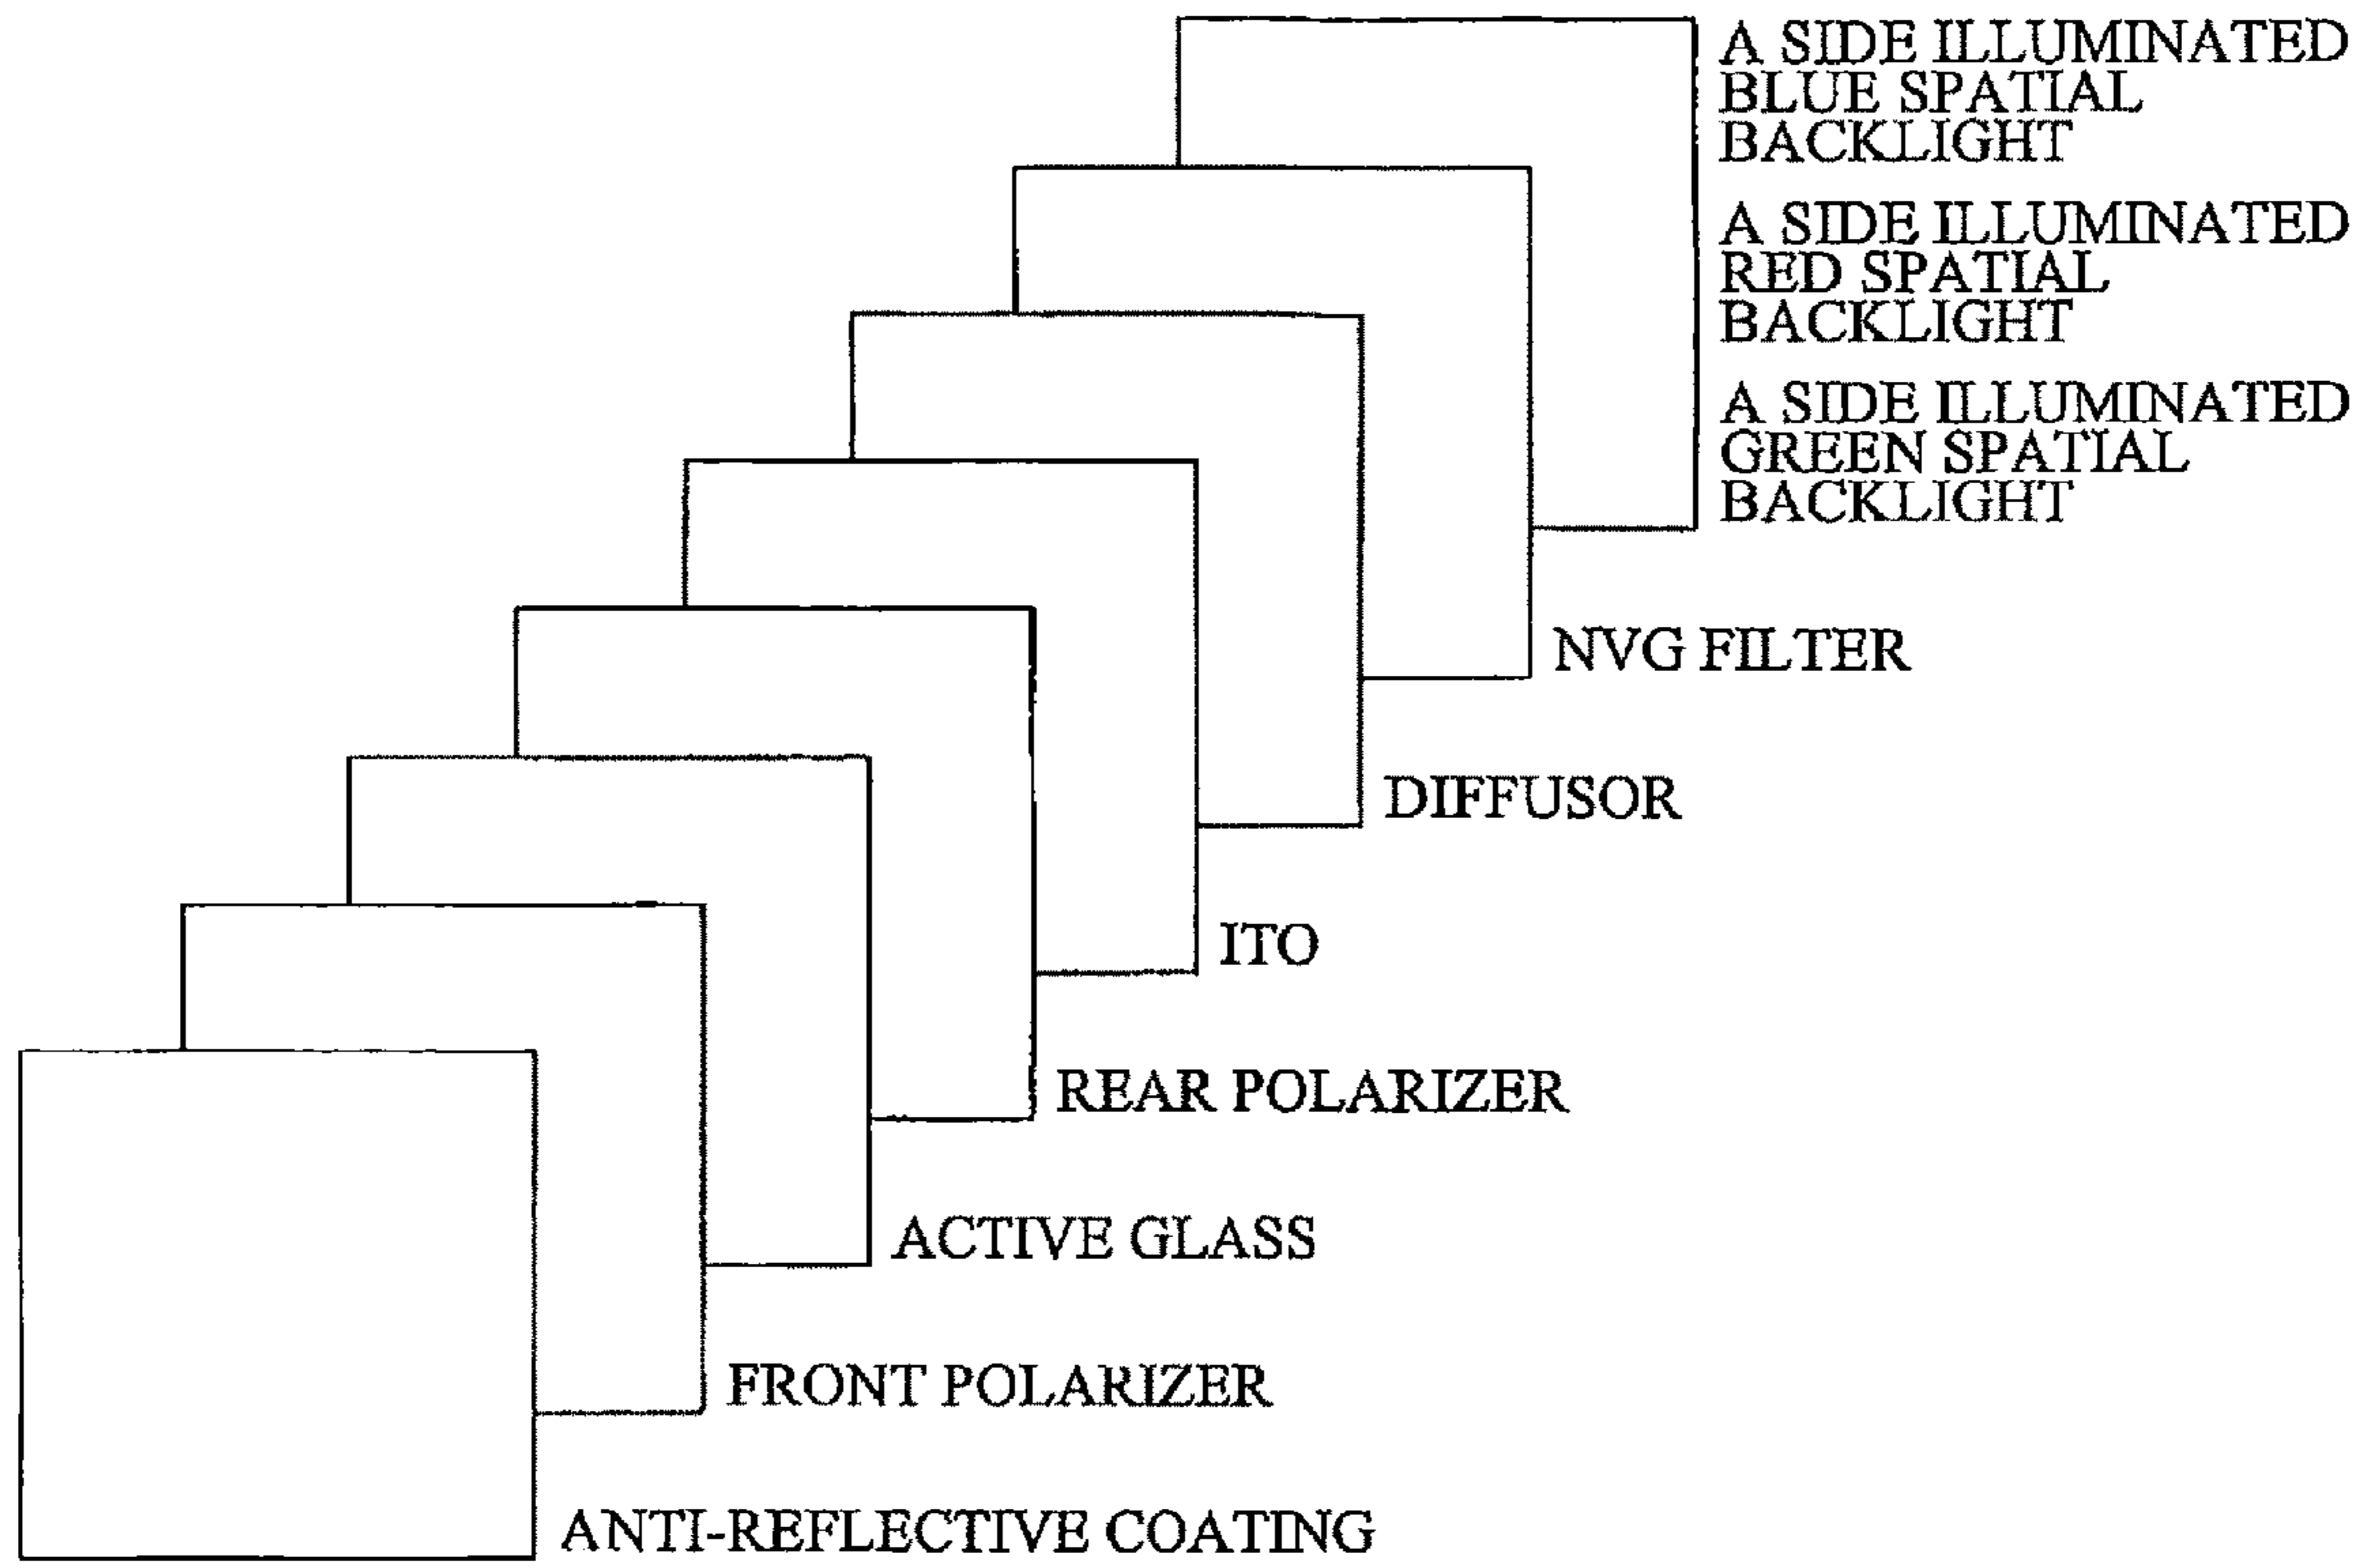 A SIDE ILLUMINATED
BLUE SPATIAL
BACKLIGHT
A SIDE ILLUMINATED
RED SPATIAL
BACKLIGHT
A SIDE ILLUMINATED
GREEN SPATIAL
BACKLIGHT
NVG FILTER
DIFFUSOR
ITO
REAR POLARIZER
ACTIVE GLASS
FRONT POLARIZER
ANTI-REFLECTIVE COATING